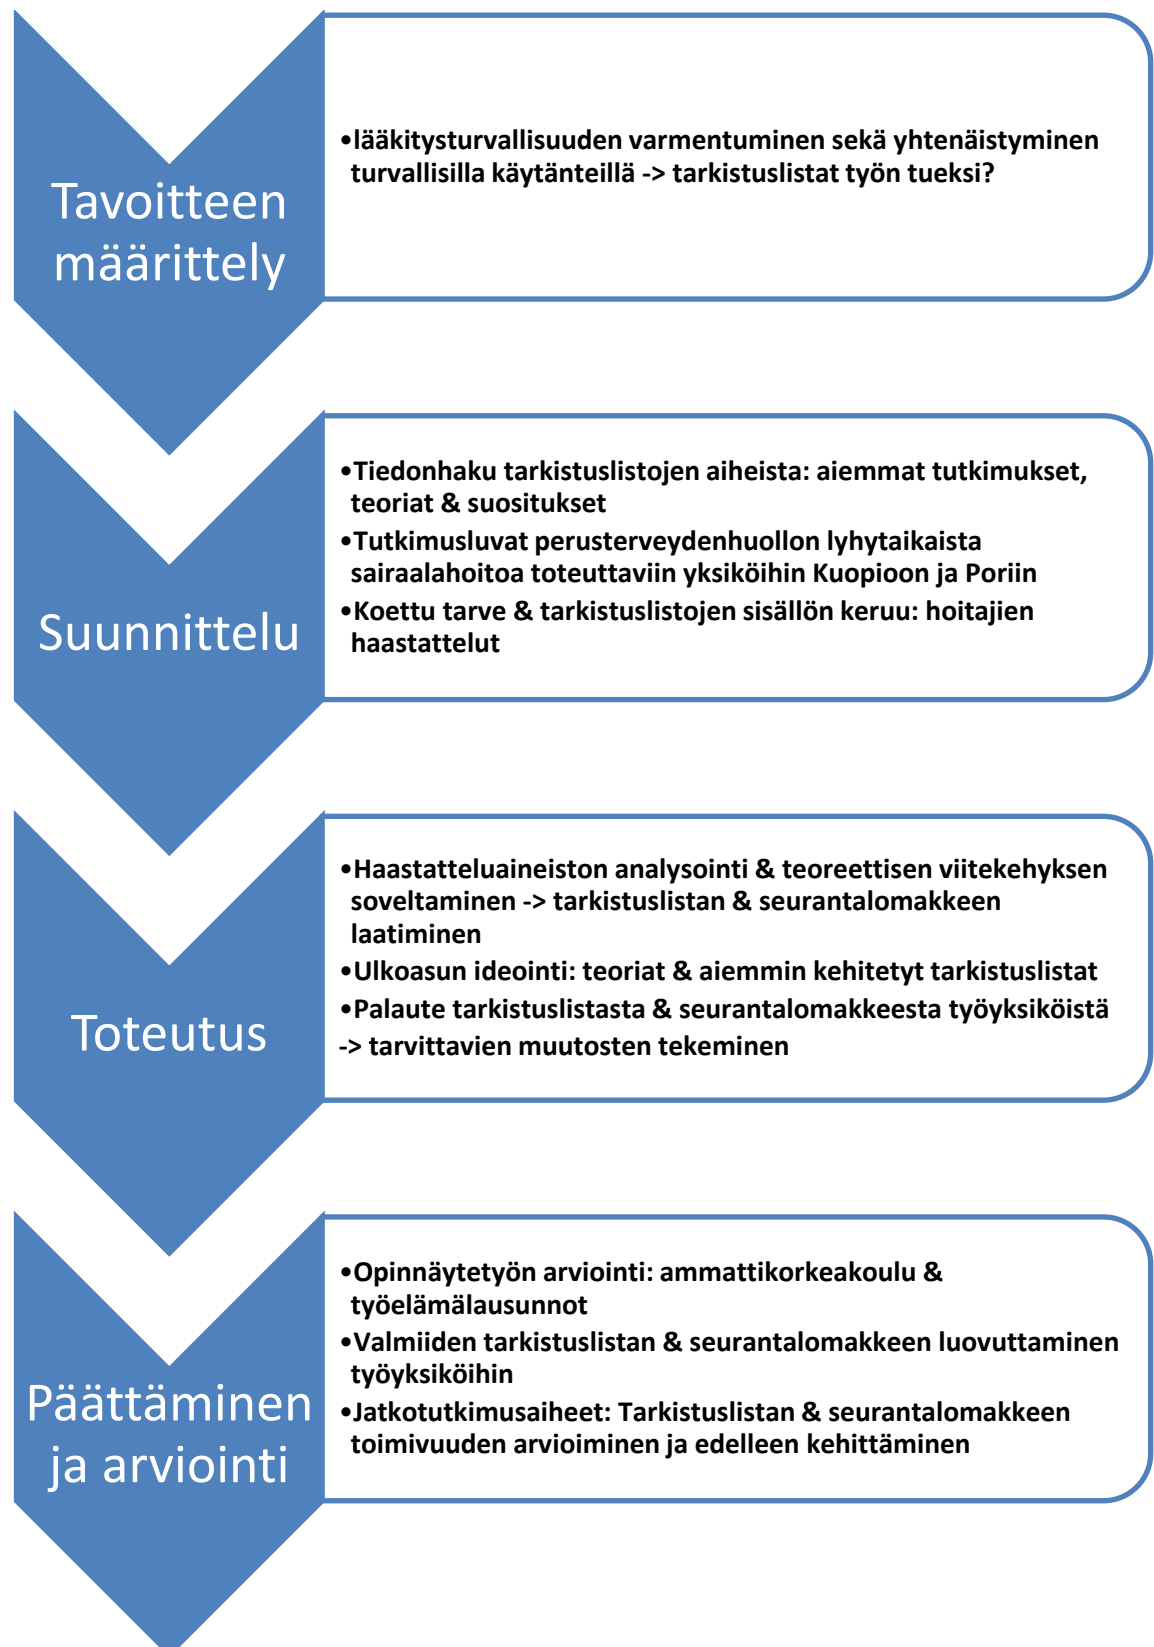 Tavoitteen
määrittely
•lääkitysturvallisuuden varmentuminen sekä yhtenäistyminen
turvallisilla käytänteillä -> tarkistuslistat työn tueksi?
Suunnittelu
•Tiedonhaku tarkistuslistojen aiheista: aiemmat tutkimukset,
teoriat & suositukset
•Tutkimusluvat perusterveydenhuollon lyhytaikaista
sairaalahoitoa toteuttaviin yksiköihin Kuopioon ja Poriin
•Koettu tarve & tarkistuslistojen sisällön keruu: hoitajien
haastattelut
Toteutus
•Haastatteluaineiston analysointi & teoreettisen viitekehyksen
soveltaminen -> tarkistuslistan & seurantalomakkeen
laatiminen
•Ulkoasun ideointi: teoriat & aiemmin kehitetyt tarkistuslistat
•Palaute tarkistuslistasta & seurantalomakkeesta työyksiköistä
-> tarvittavien muutosten tekeminen
Päättäminen
ja arviointi
•Opinnäytetyön arviointi: ammattikorkeakoulu &
työelämälausunnot
•Valmiiden tarkistuslistan & seurantalomakkeen luovuttaminen
työyksiköihin
•Jatkotutkimusaiheet: Tarkistuslistan & seurantalomakkeen
toimivuuden arvioiminen ja edelleen kehittäminen